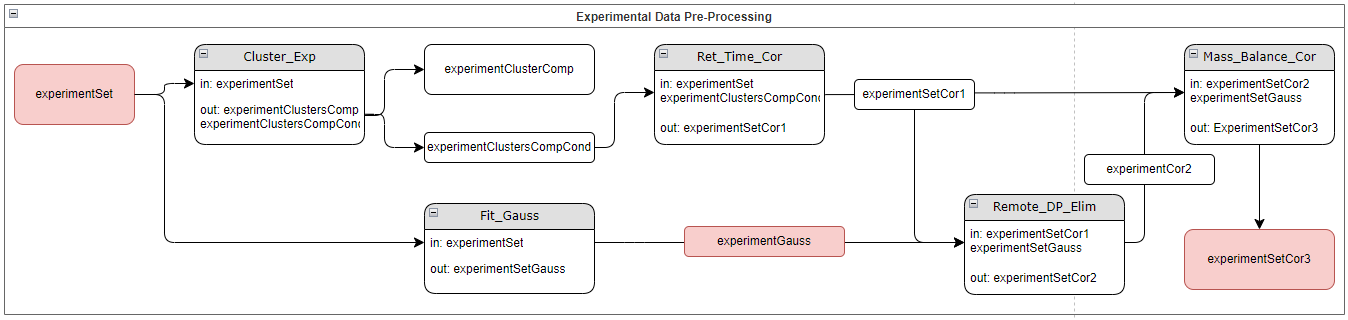 Experimental Data Pre-Processing
experimentSet
Cluster_Exp
in: experimentSet
out: experimentClustersComp
experimentClustersCompCond
experimentClusterComp
experimentClustersCompCond
Ret_Time_Cor
in: experimentSet
experimentClustersCompCond
out: experimentSetCor1
experimentSetCor1
Mass_Balance_Cor
in: experimentSetCor2
experimentSetGauss
out: ExperimentSetCor3
experimentCor2
Fit_Gauss
in: experimentSet
out: experimentSetGauss
experimentGauss
Remote_DP_Elim
in: experimentSetCor1
experimentSetGauss
out: experimentSetCor2
experimentSetCor3